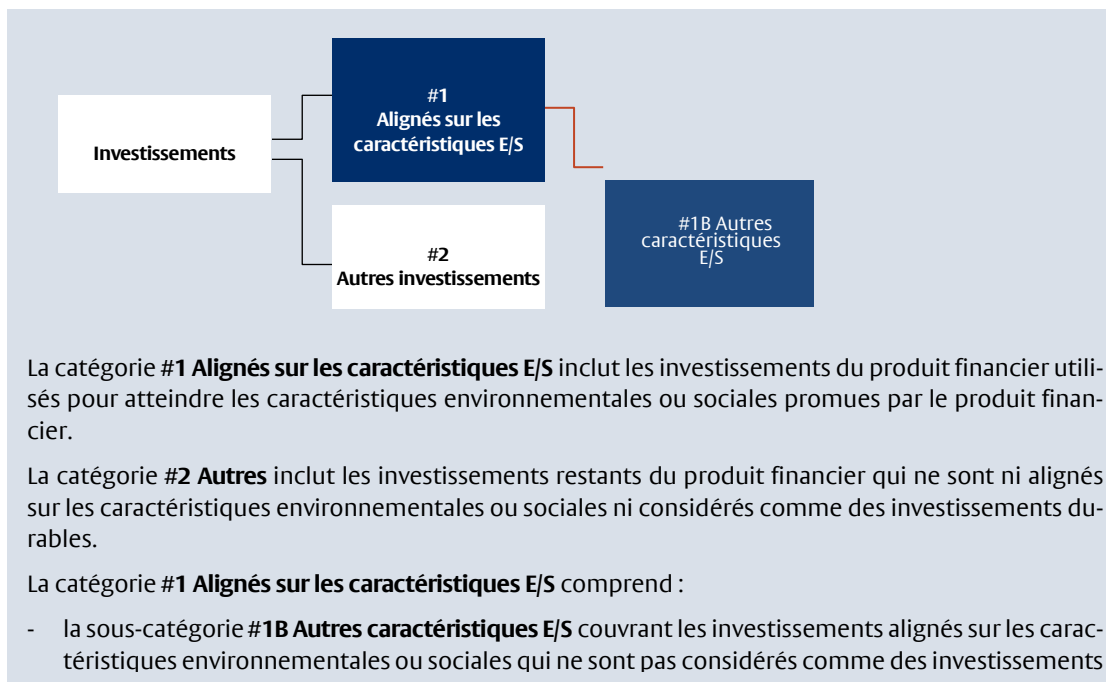 #1
Alignés sur les
caractéristiques E/S
Investissements
#2
Autres investissements
#1B Autres
caractéristiques
E/S
La catégorie #1 Alignés sur les caractéristiques E/S inclut les investissements du produit financier utili-
sés pour atteindre les caractéristiques environnementales ou sociales promues par le produit finan-
cier.
La catégorie #2 Autres inclut les investissements restants du produit financier qui ne sont ni alignés
sur les caractéristiques environnementales ou sociales ni considérés comme des investissements du-
rables.
La catégorie #1 Alignés sur les caractéristiques E/S comprend :
- la sous-catégorie #1B Autres caractéristiques E/S couvrant les investissements alignés sur les carac-
téristiques environnementales ou sociales qui ne sont pas considérés comme des investissements